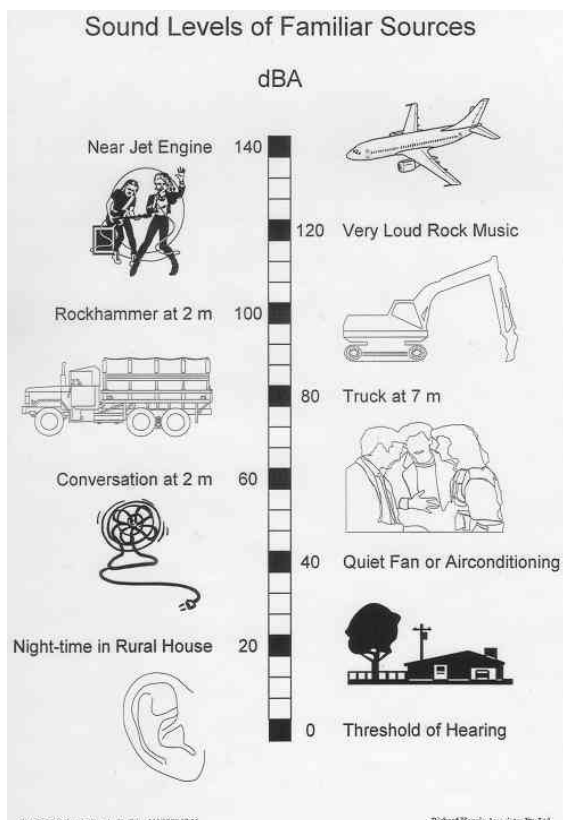 Sound Levels of Familiar Sources
dBA
Near Jet Engine 140
120 Very Loud Rock Music
Rockhammer at 2 m 100
80 Truck at 7 m
Conversation at 2 m 60
40 Quiet Fan or Airconditioning
Night-time in Rural House 20
0 Threshold of Hearing